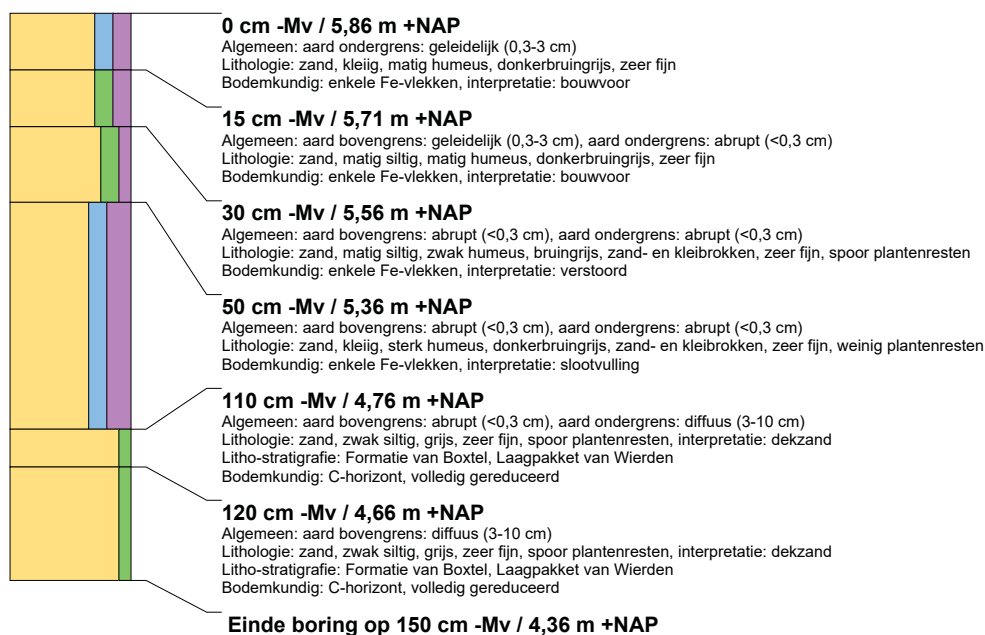 0 cm -Mv / 5,86 m +NAP
Algemeen: aard ondergrens: geleidelijk (0,3-3 cm)
Lithologie: zand, kleiig, matig humeus, donkerbruingrijs, zeer fijn
Bodemkundig: enkele Fe-vlekken, interpretatie: bouwvoor
15 cm -Mv / 5,71 m +NAP
Algemeen: aard bovengrens: geleidelijk (0,3-3 cm), aard ondergrens: abrupt (<0,3 cm)
Lithologie: zand, matig siltig, matig humeus, donkerbruingrijs, zeer fijn
Bodemkundig: enkele Fe-vlekken, interpretatie: bouwvoor
30 cm -Mv / 5,56 m +NAP
Algemeen: aard bovengrens: abrupt (<0,3 cm), aard ondergrens: abrupt (<0,3 cm)
Lithologie: zand, matig siltig, zwak humeus, bruingrijs, zand- en kleibrokken, zeer fijn, spoor plantenresten
Bodemkundig: enkele Fe-vlekken, interpretatie: verstoord
50 cm -Mv / 5,36 m +NAP
Algemeen: aard bovengrens: abrupt (<0,3 cm), aard ondergrens: abrupt (<0,3 cm)
Lithologie: zand, kleiig, sterk humeus, donkerbruingrijs, zand- en kleibrokken, zeer fijn, weinig plantenresten
Bodemkundig: enkele Fe-vlekken, interpretatie: slootvulling
110 cm -Mv / 4,76 m +NAP
Algemeen: aard bovengrens: abrupt (<0,3 cm), aard ondergrens: diffuus (3-10 cm)
Lithologie: zand, zwak siltig, grijs, zeer fijn, spoor plantenresten, interpretatie: dekzand
Litho-stratigrafie: Formatie van Boxtel, Laagpakket van Wierden
Bodemkundig: C-horizont, volledig gereduceerd
120 cm -Mv / 4,66 m +NAP
Algemeen: aard bovengrens: diffuus (3-10 cm)
Lithologie: zand, zwak siltig, grijs, zeer fijn, spoor plantenresten, interpretatie: dekzand
Litho-stratigrafie: Formatie van Boxtel, Laagpakket van Wierden
Bodemkundig: C-horizont, volledig gereduceerd
Einde boring op 150 cm -Mv / 4,36 m +NAP